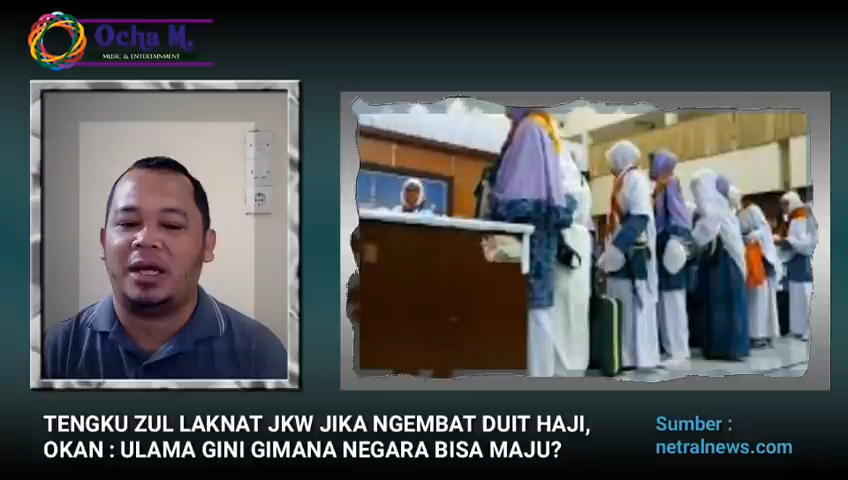 Ocha M.
MUSIC & ENTERTAINMENT
TENGKU ZUL LAKNAT JKW JIKA NGEMBAT DUIT HAJI,
OKAN : ULAMA GINI GIMANA NEGARA BISA MAJU?
Sumber :
netralnews.com